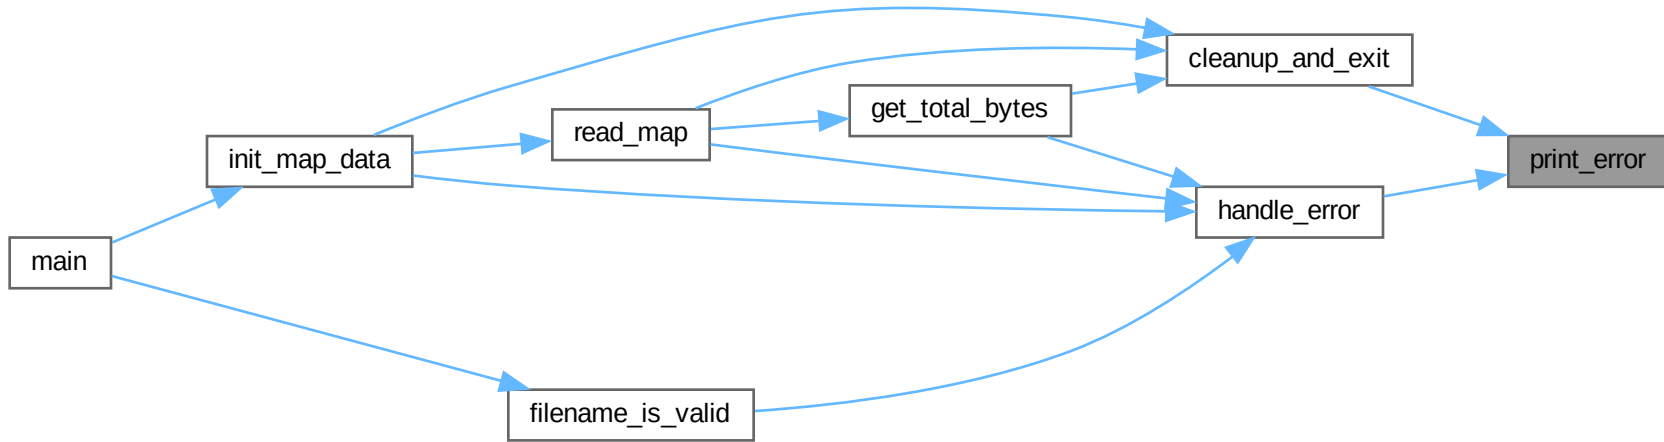 cleanup_and_exit
get_total_bytes
read_map
init_map_data
print_error
handle_error
main
filename_is_valid